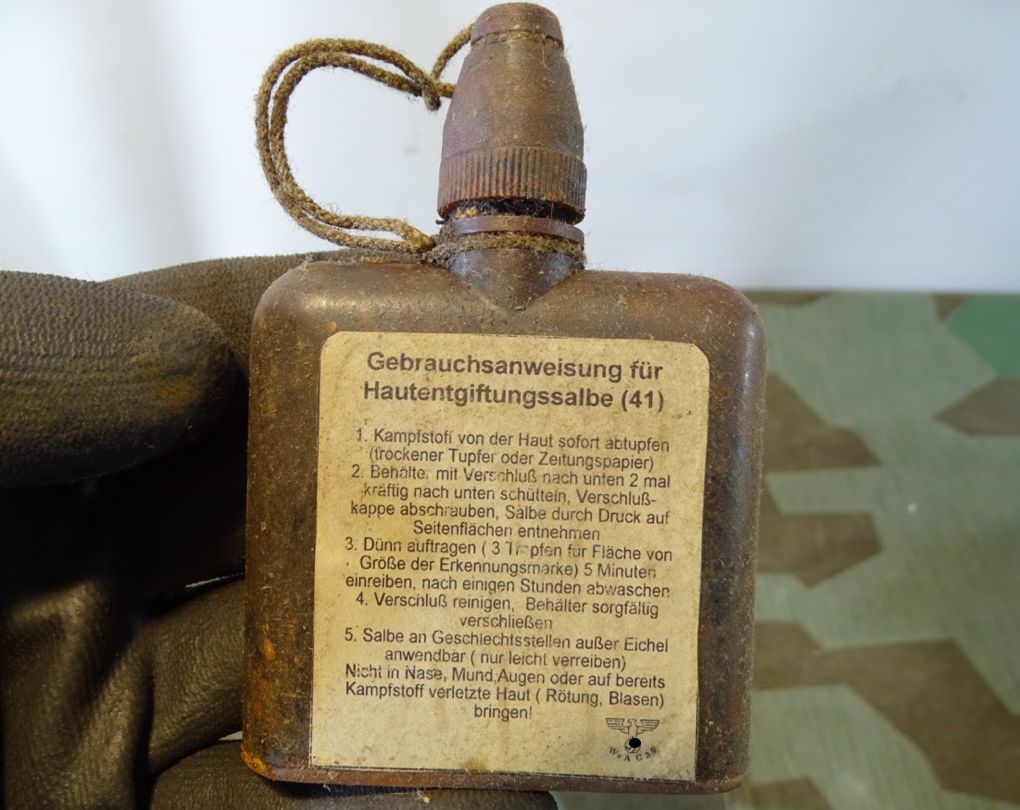 Gebrauchsanweisung für
Hautentgiftungssalbe (41)
1. Kampfstoff von der Haut sofort abtupfen
(trockener Tupfer oder Zeitungspapier)
2. Behälter mit Verschluß nach unten 2 mal
kräftig nach unten schütteln, Verschluß-
kappe abschrauben, Salbe durch Druck auf
Seitenflächen entnehmen
3. Dünn auftragen ( 3 Tropfen für Fläche von
Größe der Erkennungsmarke) 5 Minuten
einreiben, nach einigen Stunden abwaschen
4. Verschluß reinigen, Behälter sorgfältig
verschließen
5. Salbe an Geschlechtsstellen außer Eichel
anwendbar ( nur leicht verreiben)
Nicht in Nase, Mund,Augen oder auf bereits
Kampfstoff verletzte Haut ( Rötung, Blasen)
bringen!